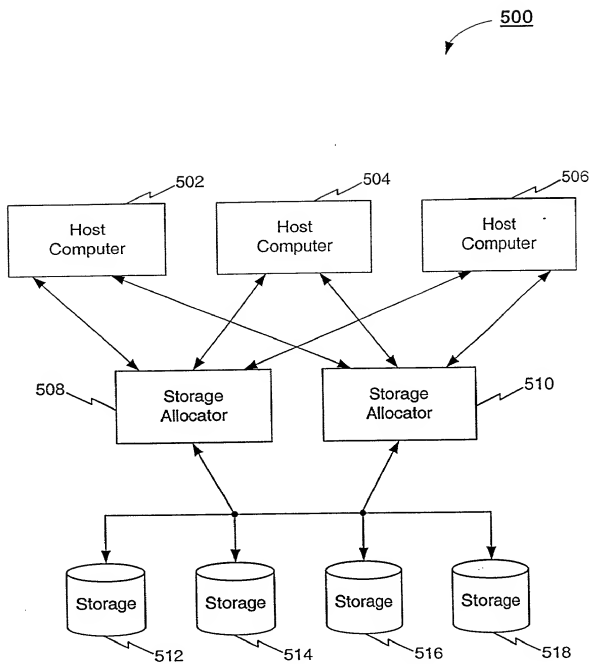 500
502
504
506
Host
Computer
Host
Computer
Host
Computer
508
Storage
Allocator
Storage
Allocator
510
Storage
Storage
Storage
Storage
512
514
516
518